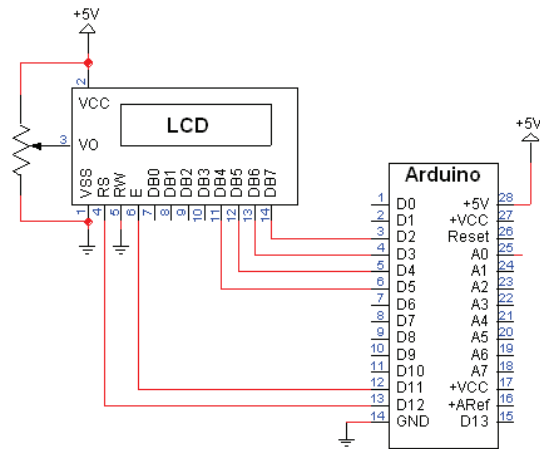 +5V
2
VCC
LCD
3
VO
VSS
RS
RW
E
DB0
DB1
DB2
DB3
DB4
DB5
DB6
DB7
1
4
5
6
7
8
9
10
11
12
13
14
+5V
Arduino
1 D0 +5V 28
2 D1 +VCC 27
3 D2 Reset 26
4 D3 A0 25
5 D4 A1 24
6 D5 A2 23
7 D6 A3 22
8 D7 A4 21
9 D8 A5 20
10 D9 A6 19
11 D10 A7 18
12 D11 +VCC 17
13 D12 +ARef 16
14 GND D13 15